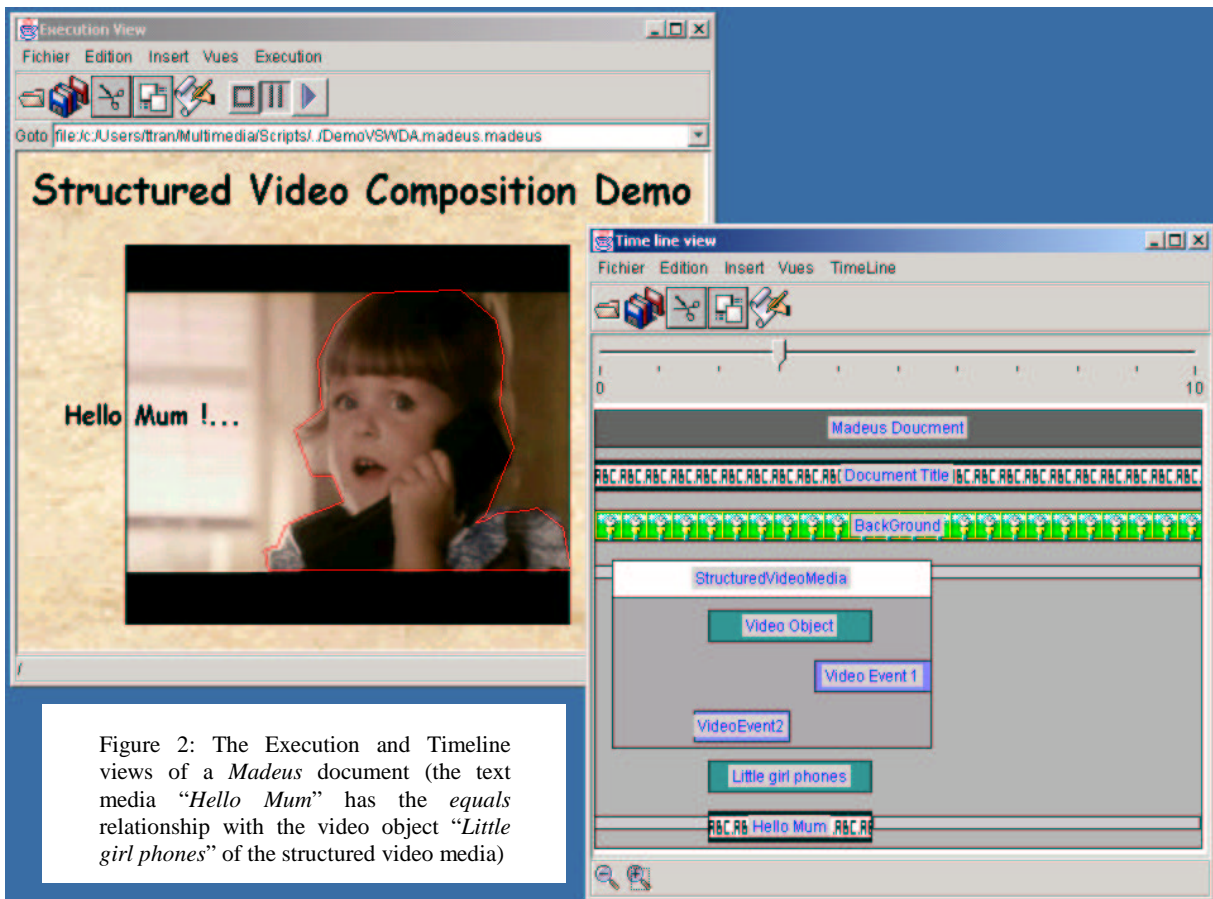 Execution View
Fichier Edition Insert Vues Execution
Goto file:/c:/Users/ttran/Multimedia/Scripts/../DemoVSWDA.madeus.madeus
Structured Video Composition Demo
Hello Mum !...
/
Time line view
Fichier Edition Insert Vues TimeLine
0 10
Madeus Doucment
Document Title
BackGround
StructuredVideoMedia
Video Object
Video Event 1
VideoEvent2
Little girl phones
Hello Mum
Figure 2: The Execution and Timeline
views of a Madeus document (the text
media “Hello Mum” has the equals
relationship with the video object “Little
girl phones” of the structured video media)